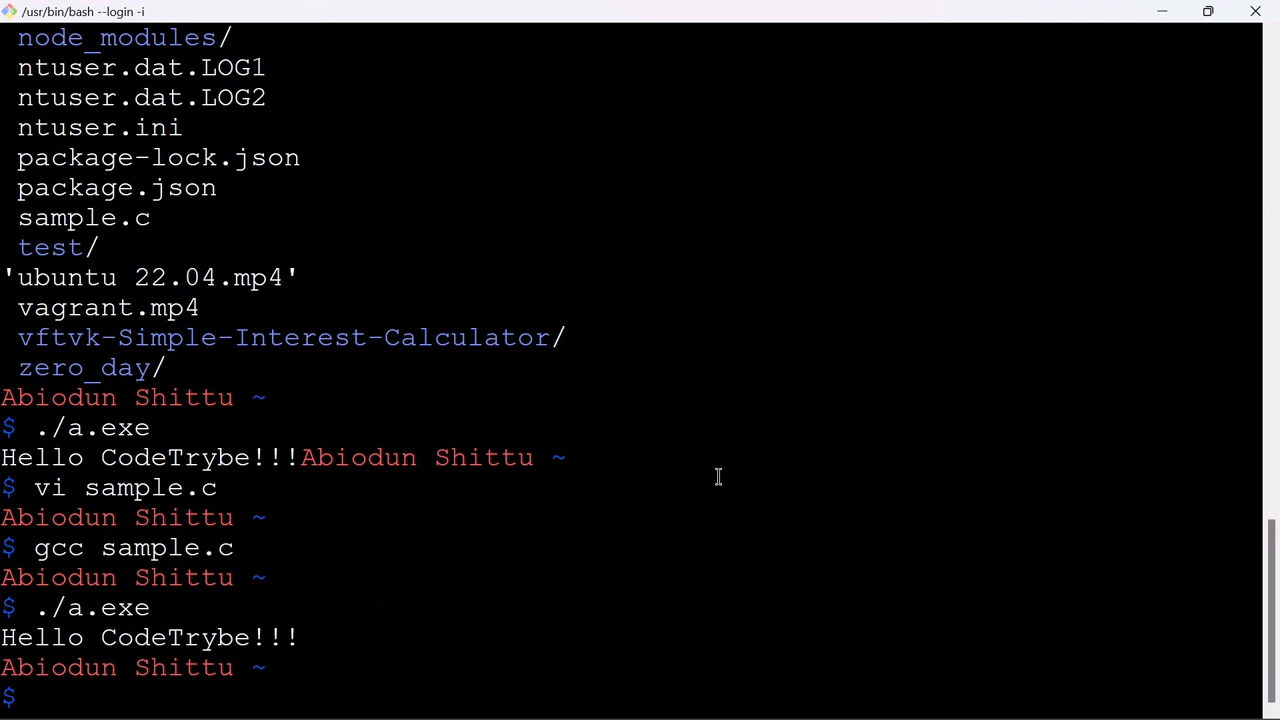 /usr/bin/bash --login -i
node_modules/
ntuser.dat.LOG1
ntuser.dat.LOG2
ntuser.ini
package-lock.json
package.json
sample.c
test/
'ubuntu 22.04.mp4'
vagrant.mp4
vftvk-Simple-Interest-Calculator/
zero_day/
Abiodun Shittu ~
$ ./a.exe
Hello CodeTrybe!!!Abiodun Shittu ~
$ vi sample.c
Abiodun Shittu ~
$ gcc sample.c
Abiodun Shittu ~
$ ./a.exe
Hello CodeTrybe!!!
Abiodun Shittu ~
$